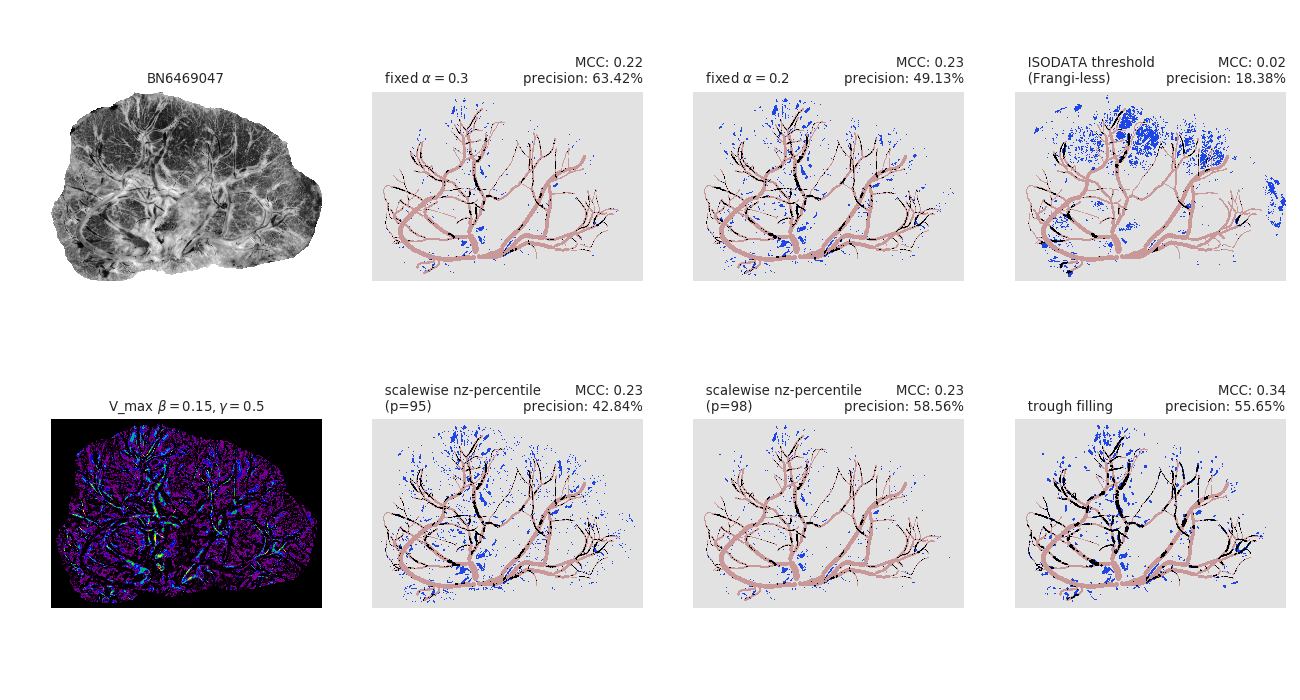 BN6469047
fixed α = 0.3
MCC: 0.22
precision: 63.42%
fixed α = 0.2
MCC: 0.23
precision: 49.13%
ISODATA threshold
(Frangi-less)
MCC: 0.02
precision: 18.38%
V_max β = 0.15, γ = 0.5
scalewise nz-percentile
(p=95)
MCC: 0.23
precision: 42.84%
scalewise nz-percentile
(p=98)
MCC: 0.23
precision: 58.56%
trough filling
MCC: 0.34
precision: 55.65%